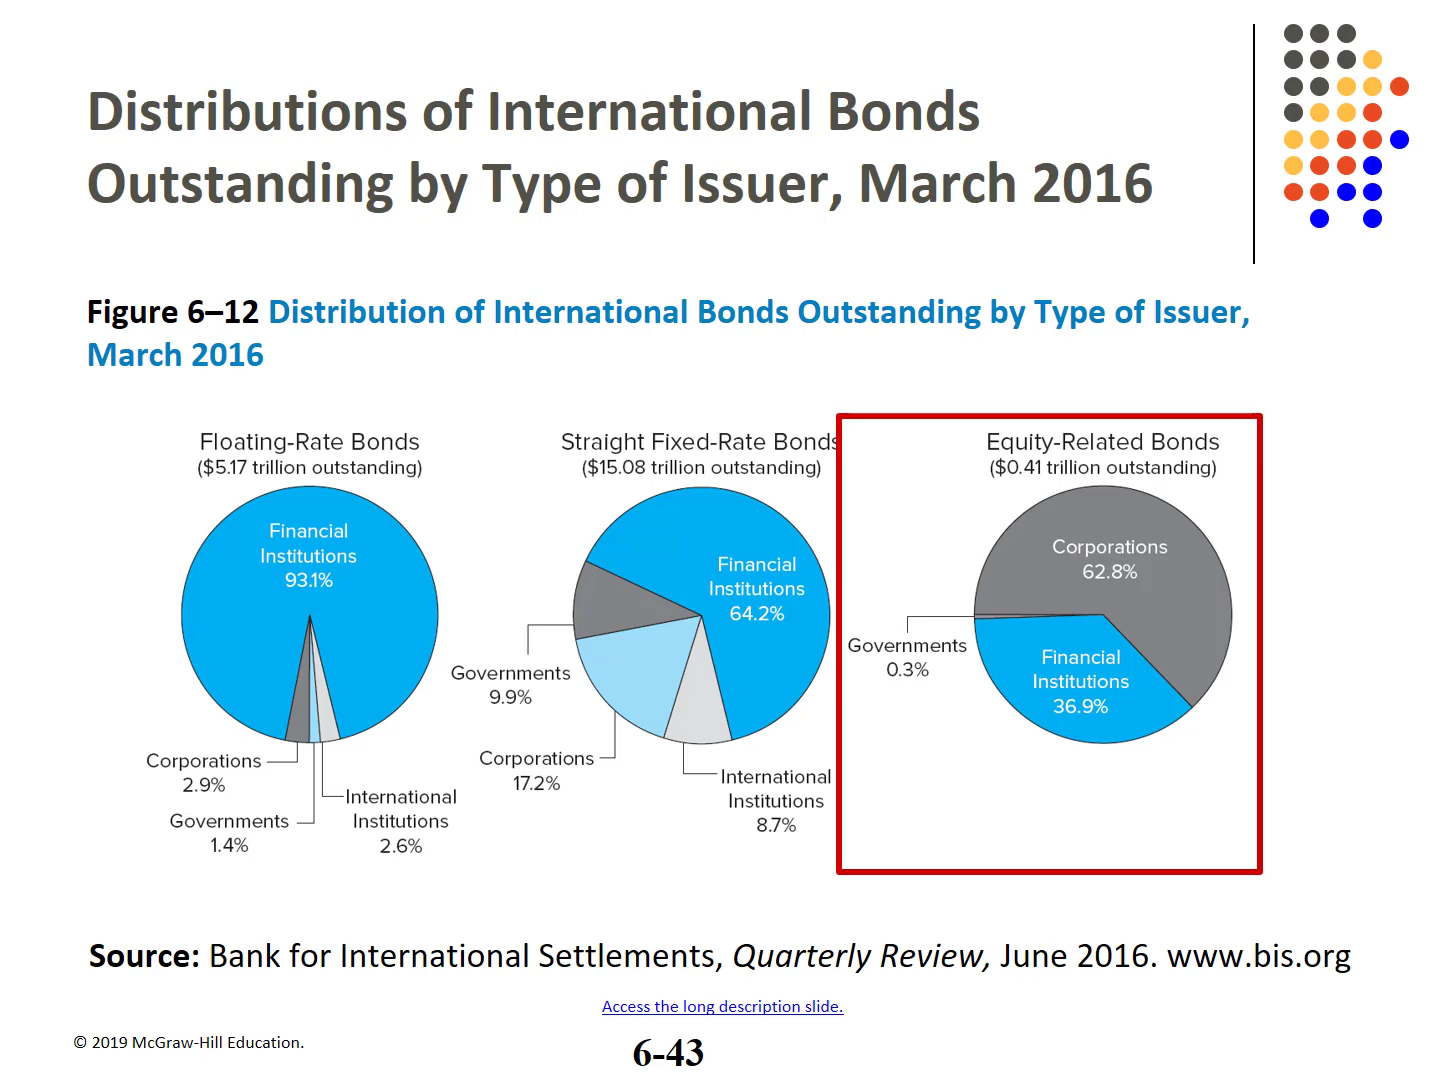 Distributions of International Bonds
Outstanding by Type of Issuer, March 2016
Figure 6–12 Distribution of International Bonds Outstanding by Type of Issuer,
March 2016
Floating-Rate Bonds
($5.17 trillion outstanding)
Financial
Institutions
93.1%
Corporations
2.9%
Governments
1.4%
International
Institutions
2.6%
Straight Fixed-Rate Bonds
($15.08 trillion outstanding)
Financial
Institutions
64.2%
Governments
9.9%
Corporations
17.2%
International
Institutions
8.7%
Equity-Related Bonds
($0.41 trillion outstanding)
Corporations
62.8%
Governments
0.3%
Financial
Institutions
36.9%
Source: Bank for International Settlements, Quarterly Review, June 2016. www.bis.org
Access the long description slide.
© 2019 McGraw-Hill Education.
6-43